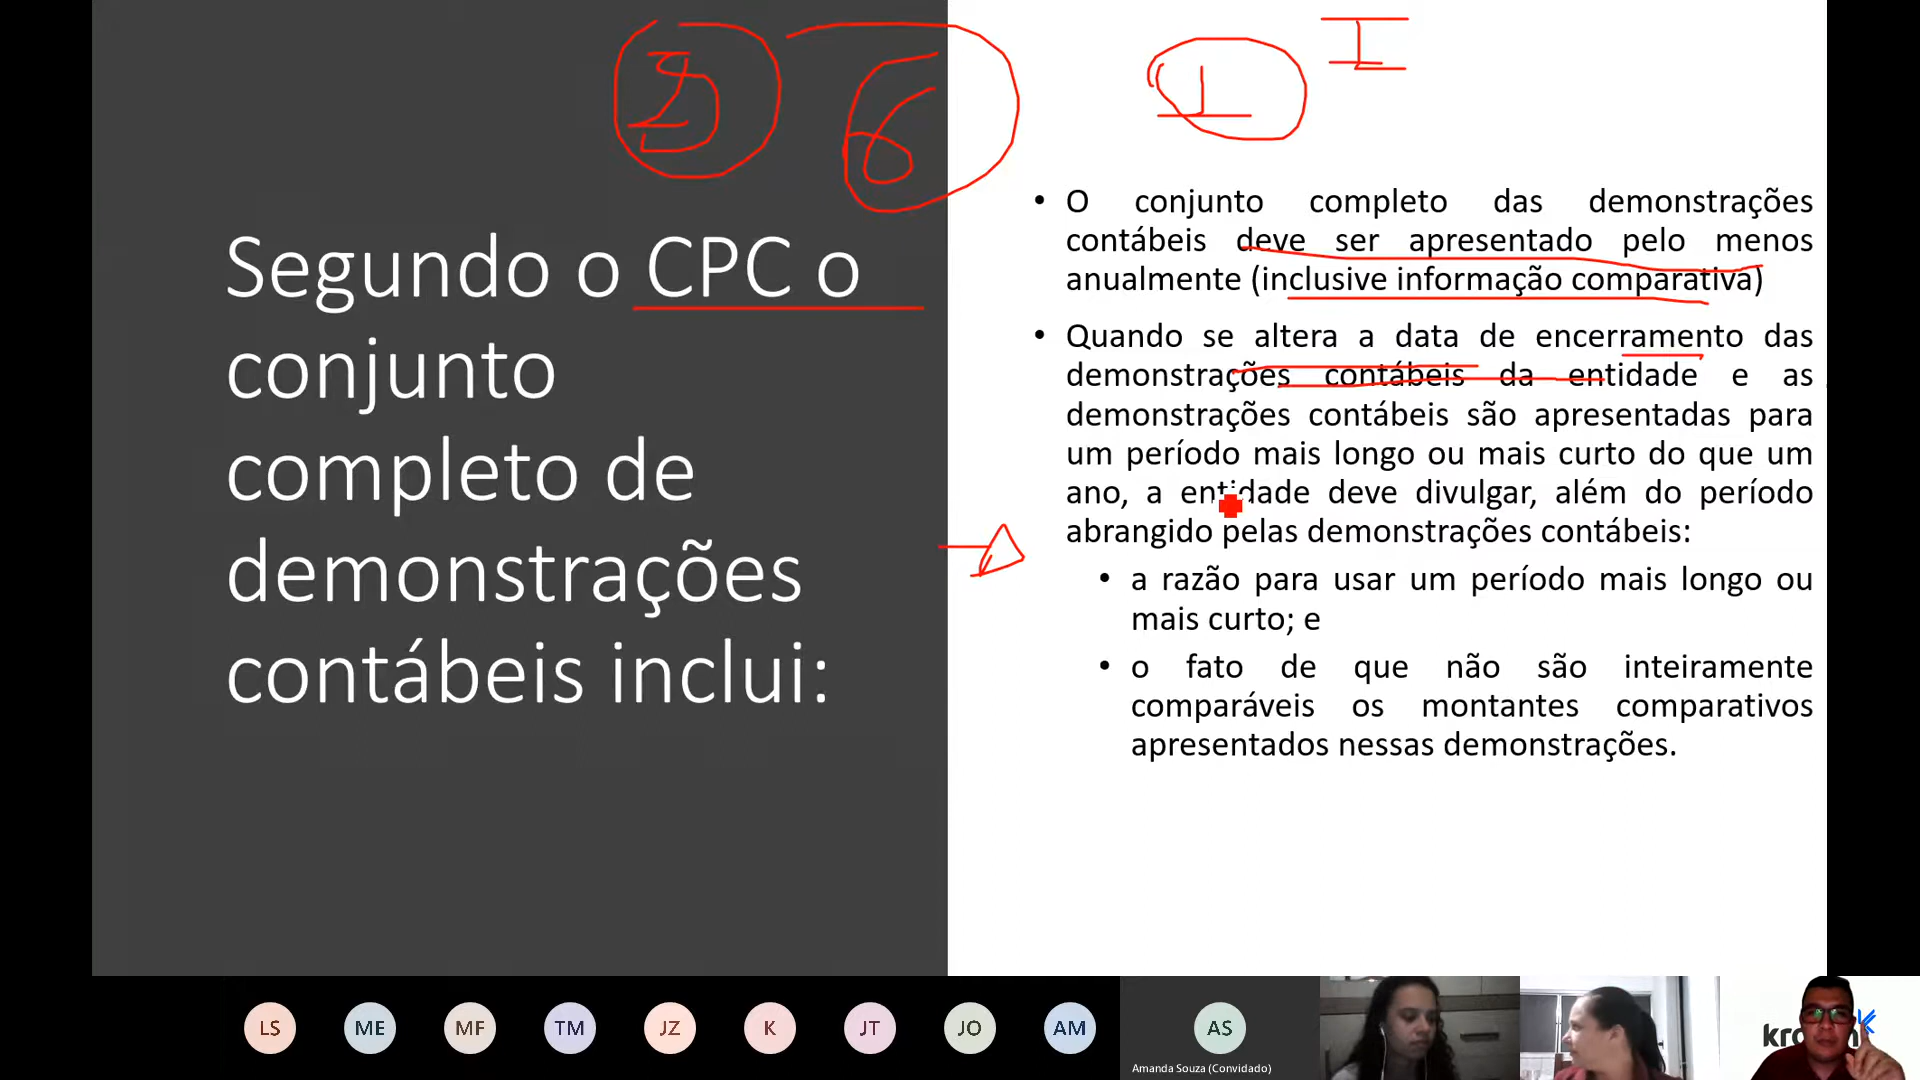 5
6
1
I
Segundo o CPC o
conjunto
completo de
demonstrações
contábeis inclui:
• O conjunto completo das demonstrações
contábeis deve ser apresentado pelo menos
anualmente (inclusive informação comparativa)
• Quando se altera a data de encerramento das
demonstrações contábeis da entidade e as
demonstrações contábeis são apresentadas para
um período mais longo ou mais curto do que um
ano, a entidade deve divulgar, além do período
abrangido pelas demonstrações contábeis:
• a razão para usar um período mais longo ou
mais curto; e
• o fato de que não são inteiramente
comparáveis os montantes comparativos
apresentados nessas demonstrações.
LS
ME
MF
TM
JZ
K
JT
JO
AM
AS
Amanda Souza (Convidado)